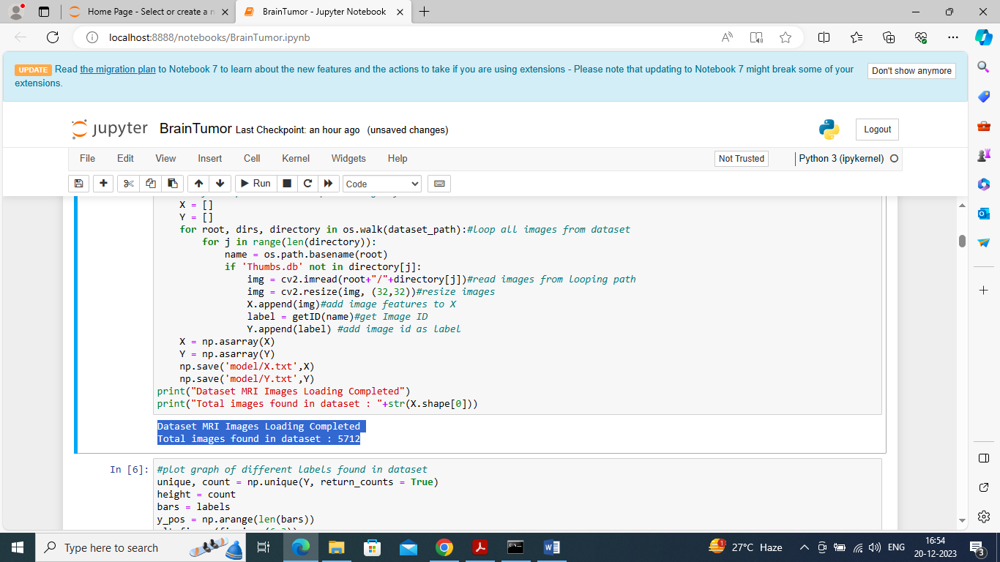 Home Page - Select or create a n
BrainTumor - Jupyter Notebook
localhost:8888/notebooks/BrainTumor.ipynb
UPDATE Read the migration plan to Notebook 7 to learn about the new features and the actions to take if you are using extensions - Please note that updating to Notebook 7 might break some of your
extensions.
Don't show anymore
jupyter BrainTumor Last Checkpoint: an hour ago (unsaved changes)
Logout
File Edit View Insert Cell Kernel Widgets Help
Not Trusted
Python 3 (ipykernel)
Run
Code
X = []
Y = []
for root, dirs, directory in os.walk(dataset_path):#loop all images from dataset
for j in range(len(directory)):
name = os.path.basename(root)
if 'Thumbs.db' not in directory[j]:
img = cv2.imread(root+"/"+directory[j])#read images from looping path
img = cv2.resize(img, (32,32))#resize images
X.append(img)#add image features to X
label = getID(name)#get Image ID
Y.append(label) #add image id as label
X = np.asarray(X)
Y = np.asarray(Y)
np.save('model/X.txt',X)
np.save('model/Y.txt',Y)
print("Dataset MRI Images Loading Completed")
print("Total images found in dataset : "+str(X.shape[0]))
Dataset MRI Images Loading Completed
Total images found in dataset : 5712
In [6]:
#plot graph of different labels found in dataset
unique, count = np.unique(Y, return_counts = True)
height = count
bars = labels
y_pos = np.arange(len(bars))
Type here to search
1
27°C Haze
ENG
16:54
20-12-2023
3